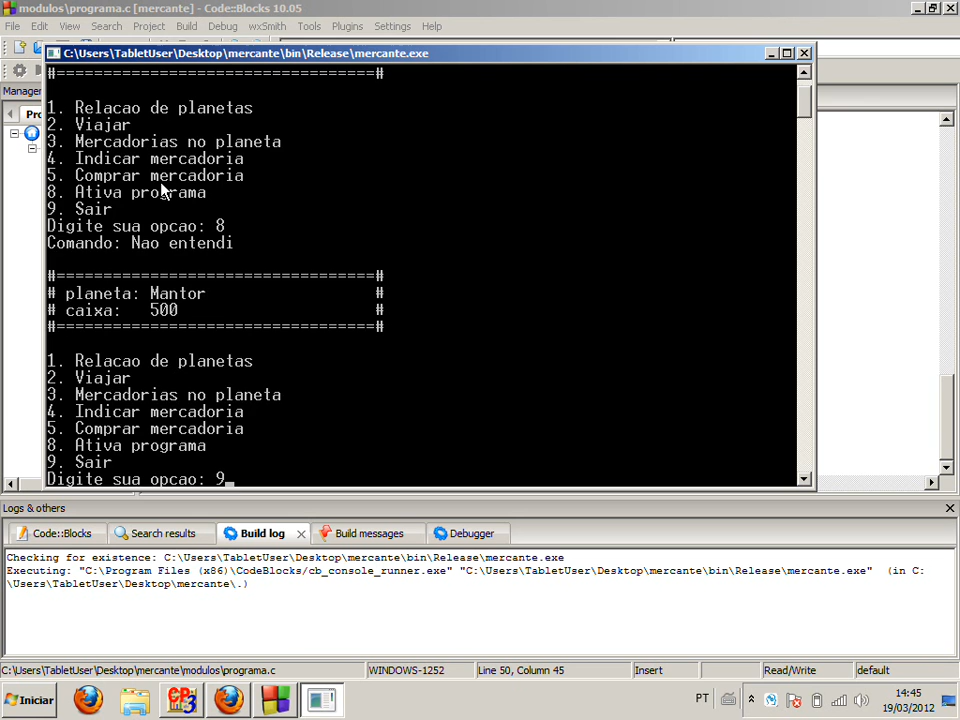 modulos\programa.c [mercante] - Code::Blocks 10.05
File Edit View Search Project Build Debug wxSmith Tools Plugins Settings
C:\Users\TabletUser\Desktop\mercante\bin\Release\mercante.exe
Manager
Pro
#==================================#
1. Relacao de planetas
2. Viajar
3. Mercadorias no planeta
4. Indicar mercadoria
5. Comprar mercadoria
8. Ativa programa
9. Sair
Digite sua opcao: 8
Comando: Nao entendi
#==================================#
# planeta: Mantor #
# caixa: 500 #
#==================================#
1. Relacao de planetas
2. Viajar
3. Mercadorias no planeta
4. Indicar mercadoria
5. Comprar mercadoria
8. Ativa programa
9. Sair
Digite sua opcao: 9_
Logs & others
Code::Blocks Search results Build log Build messages Debugger
Checking for existence: C:\Users\TabletUser\Desktop\mercante\bin\Release\mercante.exe
Executing: "C:\Program Files (x86)\CodeBlocks/cb_console_runner.exe" "C:\Users\TabletUser\Desktop\mercante\bin\Release\mercante.exe" (in C:
\Users\TabletUser\Desktop\mercante\.)
C:\Users\TabletUser\Desktop\mercante\modulos\programa.c WINDOWS-1252 Line 50, Column 45 Insert Read/Write default
Iniciar PT 14:45
19/03/2012